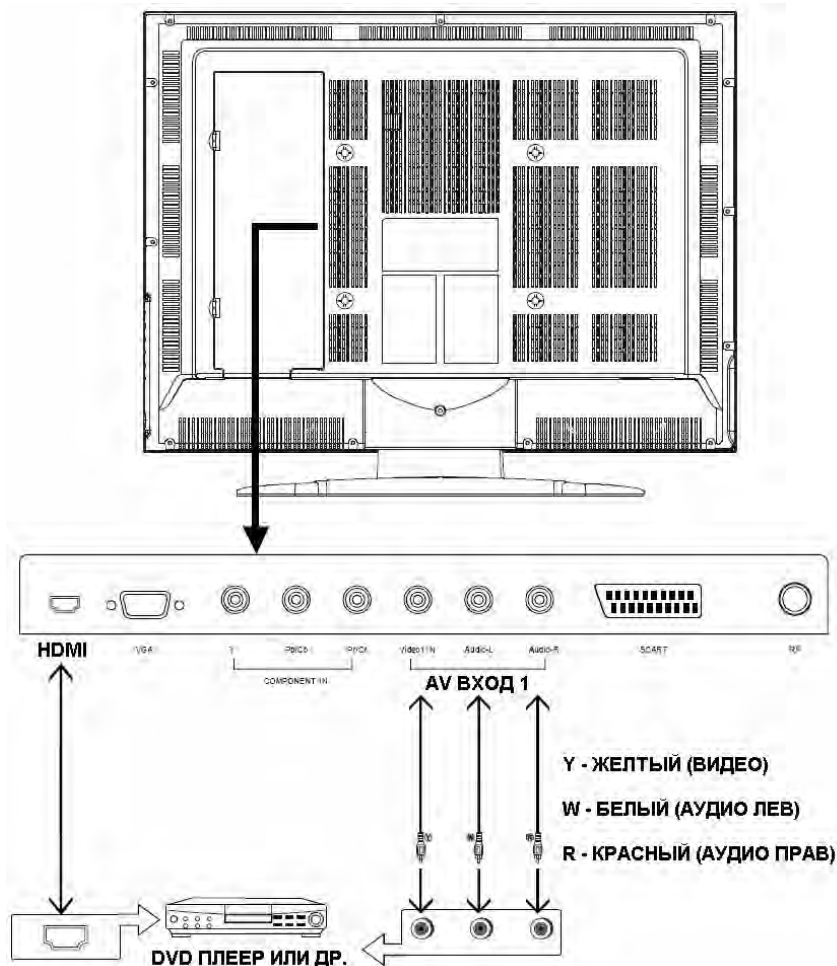 HDMI
VGA
Y
Pb/Cb
Pr/Cr
Video1 IN
Audio-L
Audio-R
SCART
RF
COMPONENT IN
AV ВХОД 1
Y - ЖЕЛТЫЙ (ВИДЕО)
W - БЕЛЫЙ (АУДИО ЛЕВ)
R - КРАСНЫЙ (АУДИО ПРАВ)
DVD ПЛЕЕР ИЛИ ДР.